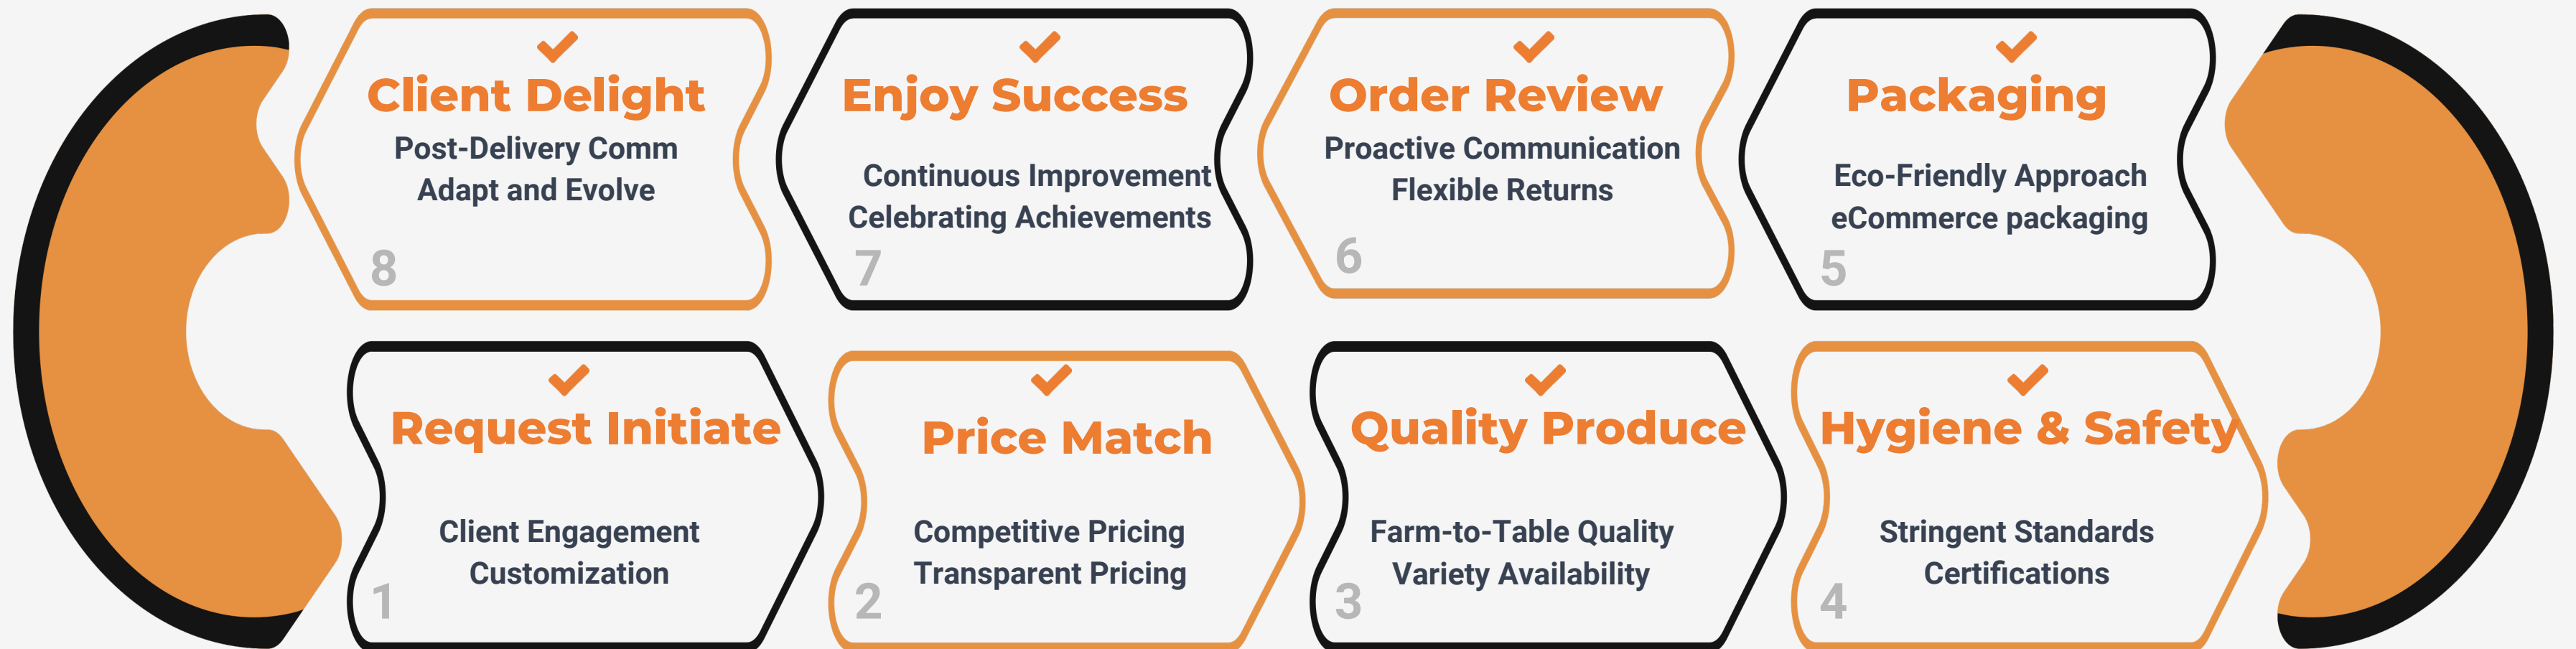 Client Delight
Post-Delivery Comm
Adapt and Evolve
8
Enjoy Success
Continuous Improvement
Celebrating Achievements
7
Order Review
Proactive Communication
Flexible Returns
6
Packaging
Eco-Friendly Approach
eCommerce packaging
5
Request Initiate
Client Engagement
Customization
1
Price Match
Competitive Pricing
Transparent Pricing
2
Quality Produce
Farm-to-Table Quality
Variety Availability
3
Hygiene & Safety
Stringent Standards
Certifications
4